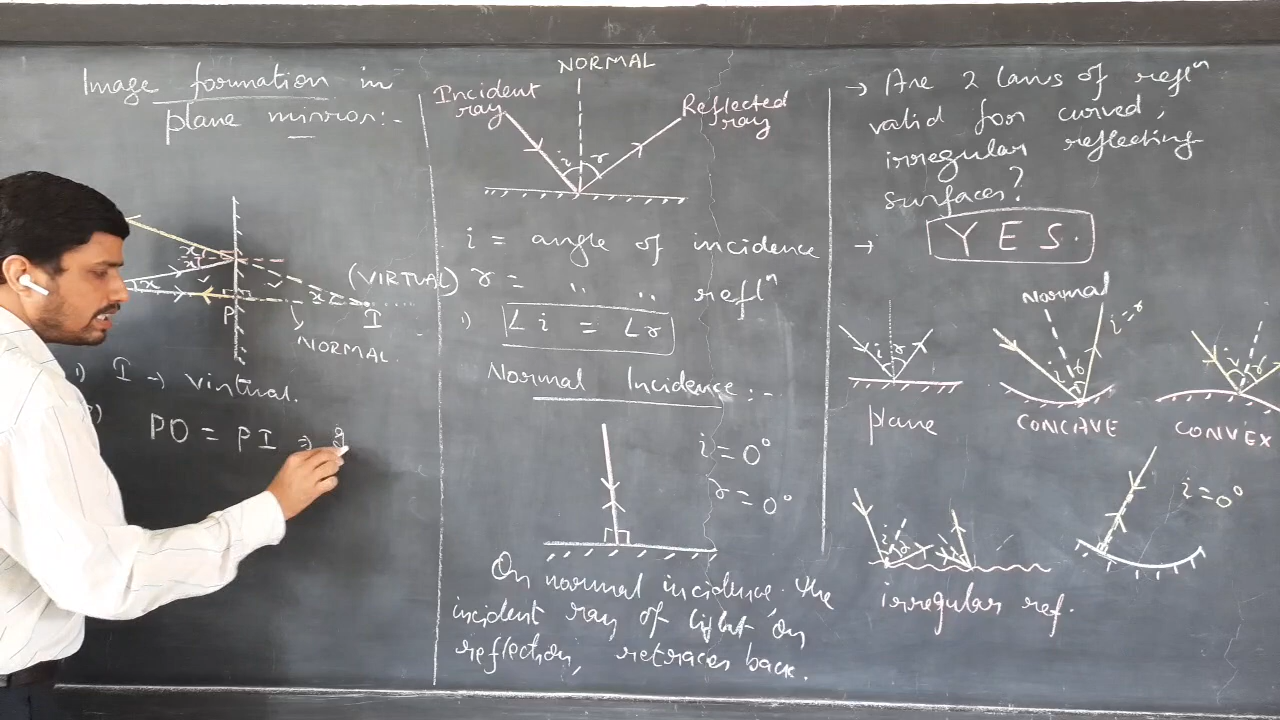 Image formation in
plane mirror:-
x
x
x
x
(VIRTUAL)
I
P
NORMAL
1) I → virtual.
2)
PO = PI ⇒
NORMAL
Incident
ray
Reflected
ray
i r
i = angle of incidence
r = " " reflⁿ
1) ∠i = ∠r
Normal Incidence:-
i = 0°
r = 0°
On normal incidence the
incident ray of light on
reflection, retraces back.
→ Are 2 laws of reflⁿ
valid for curved,
irregular reflecting
surfaces?
→ YES.
i r
plane
Normal
i r
i = r
CONCAVE
i r
CONVEX
i r
irregular ref.
i = 0°